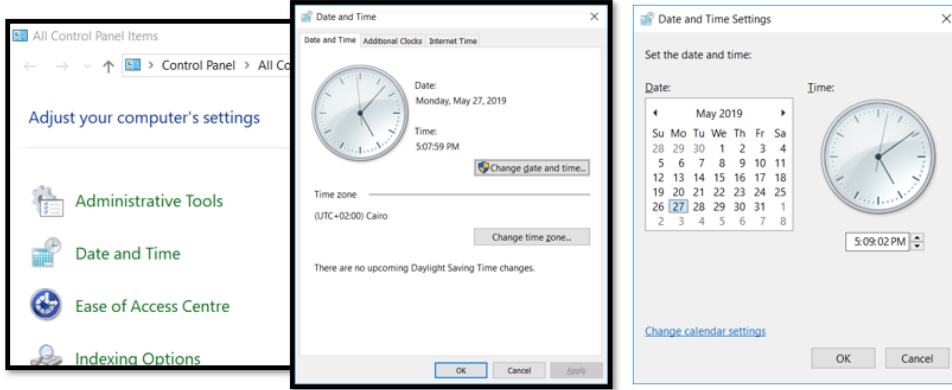 All Control Panel Items
Control Panel > All Co
Adjust your computer's settings
Administrative Tools
Date and Time
Ease of Access Centre
Indexing Options
Date and Time
Date and Time Additional Clocks Internet Time
Date:
Monday, May 27, 2019
Time:
5:07:59 PM
Change date and time...
Time zone
(UTC+02:00) Cairo
Change time zone...
There are no upcoming Daylight Saving Time changes.
OK Cancel Apply
Date and Time Settings
Set the date and time:
Date: Time:
May 2019
Su Mo Tu We Th Fr Sa
28 29 30 1 2 3 4
5 6 7 8 9 10 11
12 13 14 15 16 17 18
19 20 21 22 23 24 25
26 27 28 29 30 31 1
2 3 4 5 6 7 8
5:09:02 PM
Change calendar settings
OK Cancel